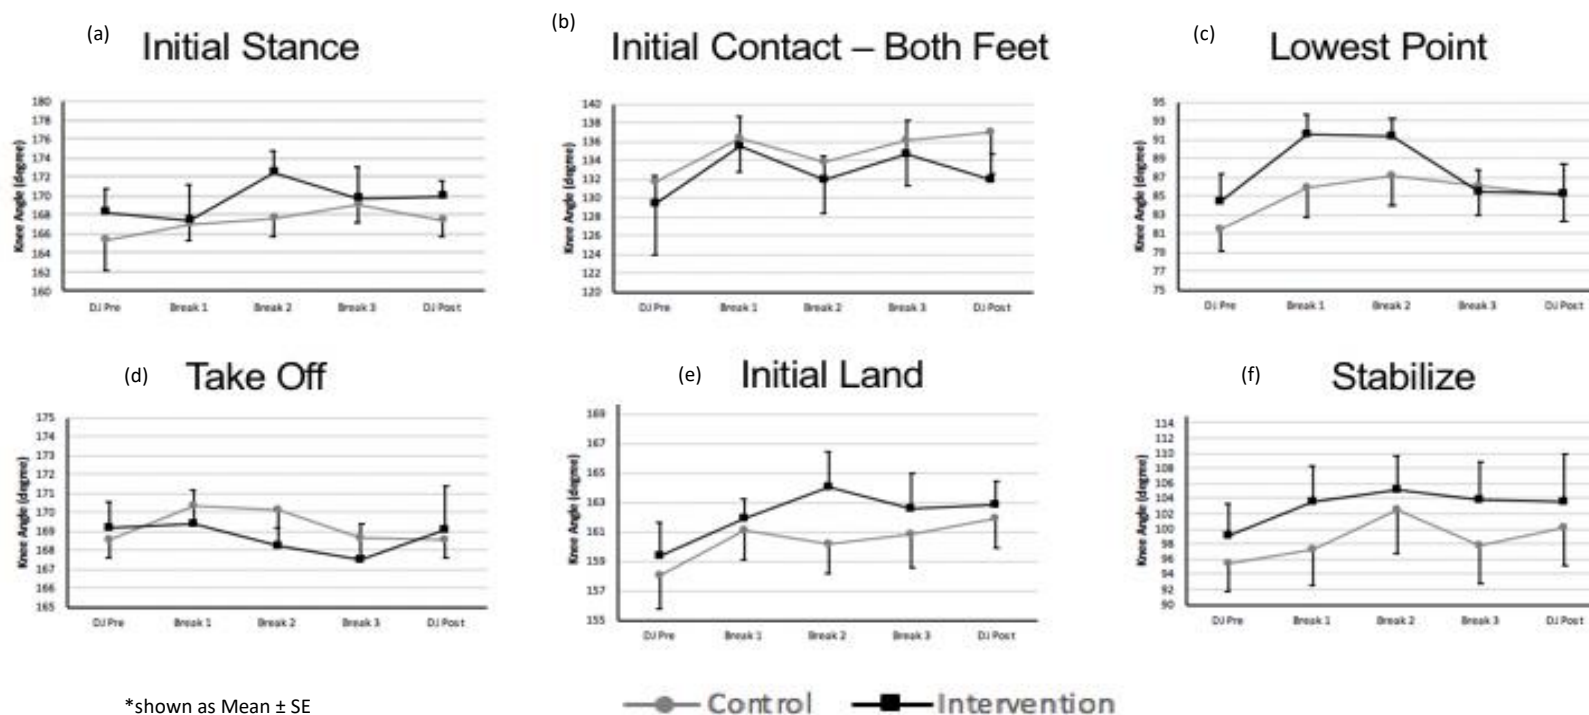 (a)
Initial Stance
Knee Angle (degree)
180
178
176
174
172
170
168
166
164
162
160
DJ Pre
Break 1
Break 2
Break 3
DJ Post
(b)
Initial Contact – Both Feet
Knee Angle (degree)
140
138
136
134
132
130
128
126
124
122
120
DJ Pre
Break 1
Break 2
Break 3
DJ Post
(c)
Lowest Point
Knee Angle (degree)
95
93
91
89
87
85
83
81
79
77
75
DJ Pre
Break 1
Break 2
Break 3
DJ Post
(d)
Take Off
Knee Angle (degree)
175
174
173
172
171
170
169
168
167
166
165
DJ Pre
Break 1
Break 2
Break 3
DJ Post
(e)
Initial Land
Knee Angle (degree)
169
167
165
163
161
159
157
155
DJ Pre
Break 1
Break 2
Break 3
DJ Post
(f)
Stabilize
Knee Angle (degree)
114
112
110
108
106
104
102
100
98
96
94
92
90
DJ Pre
Break 1
Break 2
Break 3
DJ Post
*shown as Mean ± SE
Control
Intervention